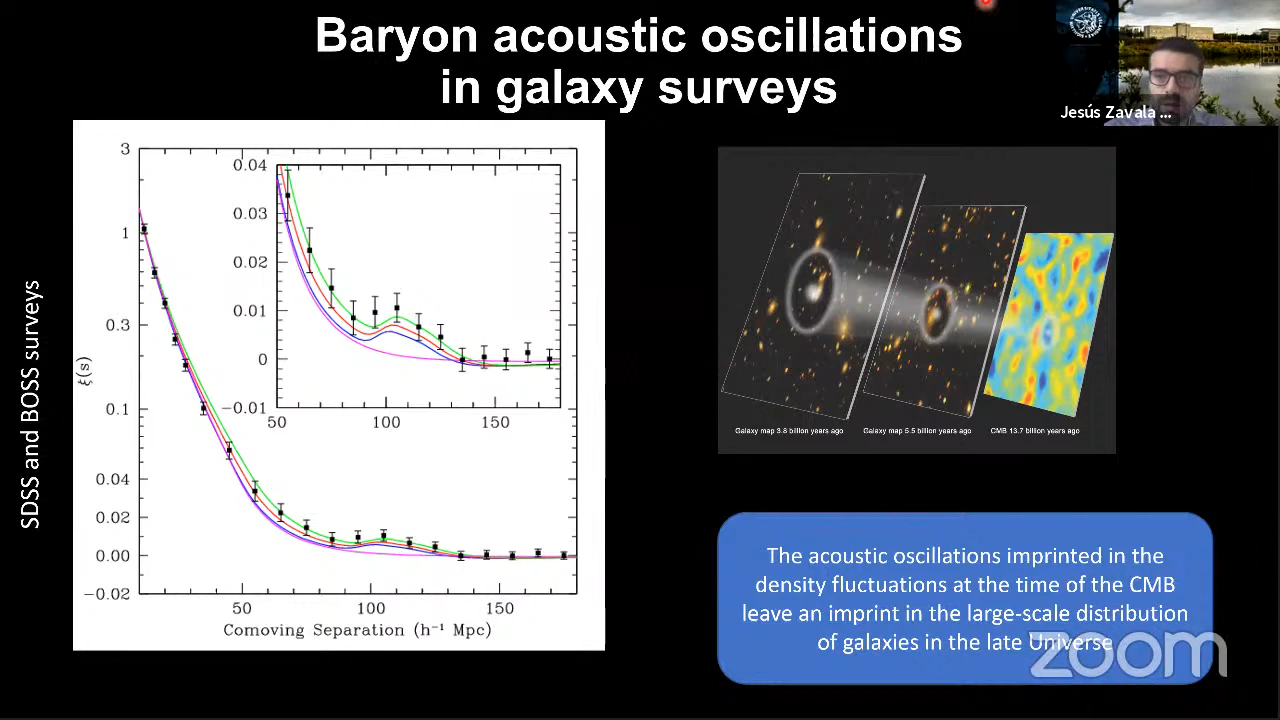 Baryon acoustic oscillations
in galaxy surveys
Jesús Zavala ...
SDSS and BOSS surveys
3
1
0.3
0.1
0.04
0.02
0.00
−0.02
ξ(s)
50
100
150
Comoving Separation (h⁻¹ Mpc)
0.04
0.03
0.02
0.01
0
−0.01
50
100
150
Galaxy map 3.8 billion years ago
Galaxy map 5.5 billion years ago
CMB 13.7 billion years ago
The acoustic oscillations imprinted in the
density fluctuations at the time of the CMB
leave an imprint in the large-scale distribution
of galaxies in the late Universe
zoom